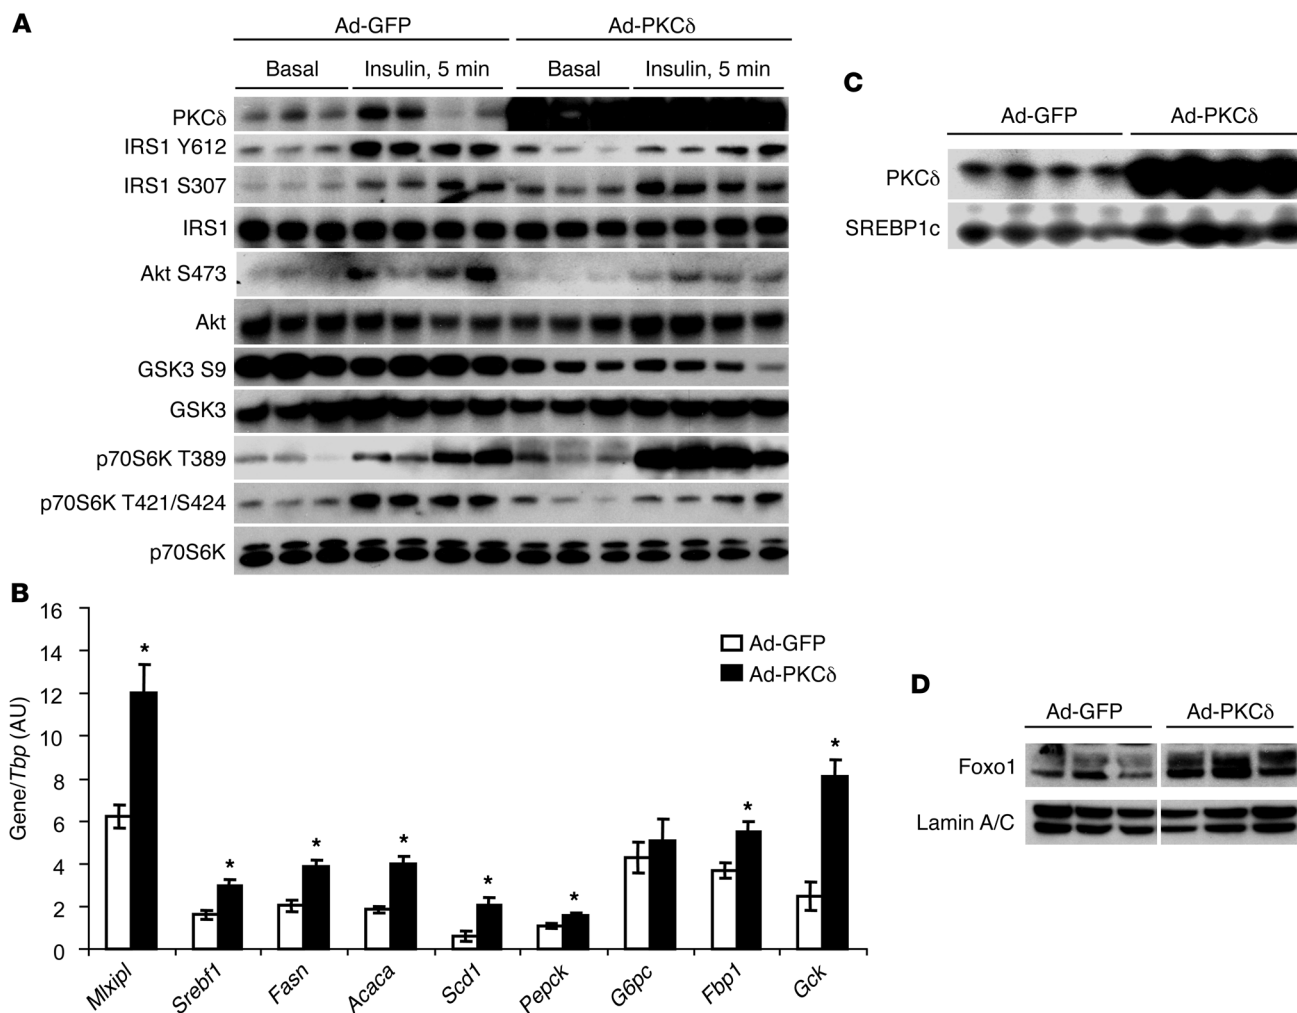 A
Ad-GFP Ad-PKCδ
Basal Insulin, 5 min Basal Insulin, 5 min
PKCδ
IRS1 Y612
IRS1 S307
IRS1
Akt S473
Akt
GSK3 S9
GSK3
p70S6K T389
p70S6K T421/S424
p70S6K
B
Gene/Tbp (AU)
16
14
12
10
8
6
4
2
0
Ad-GFP
Ad-PKCδ
*
*
*
*
*
*
*
*
Mlxipl Srebf1 Fasn Acaca Scd1 Pepck G6pc Fbp1 Gck
C
Ad-GFP Ad-PKCδ
PKCδ
SREBP1c
D
Ad-GFP Ad-PKCδ
Foxo1
Lamin A/C